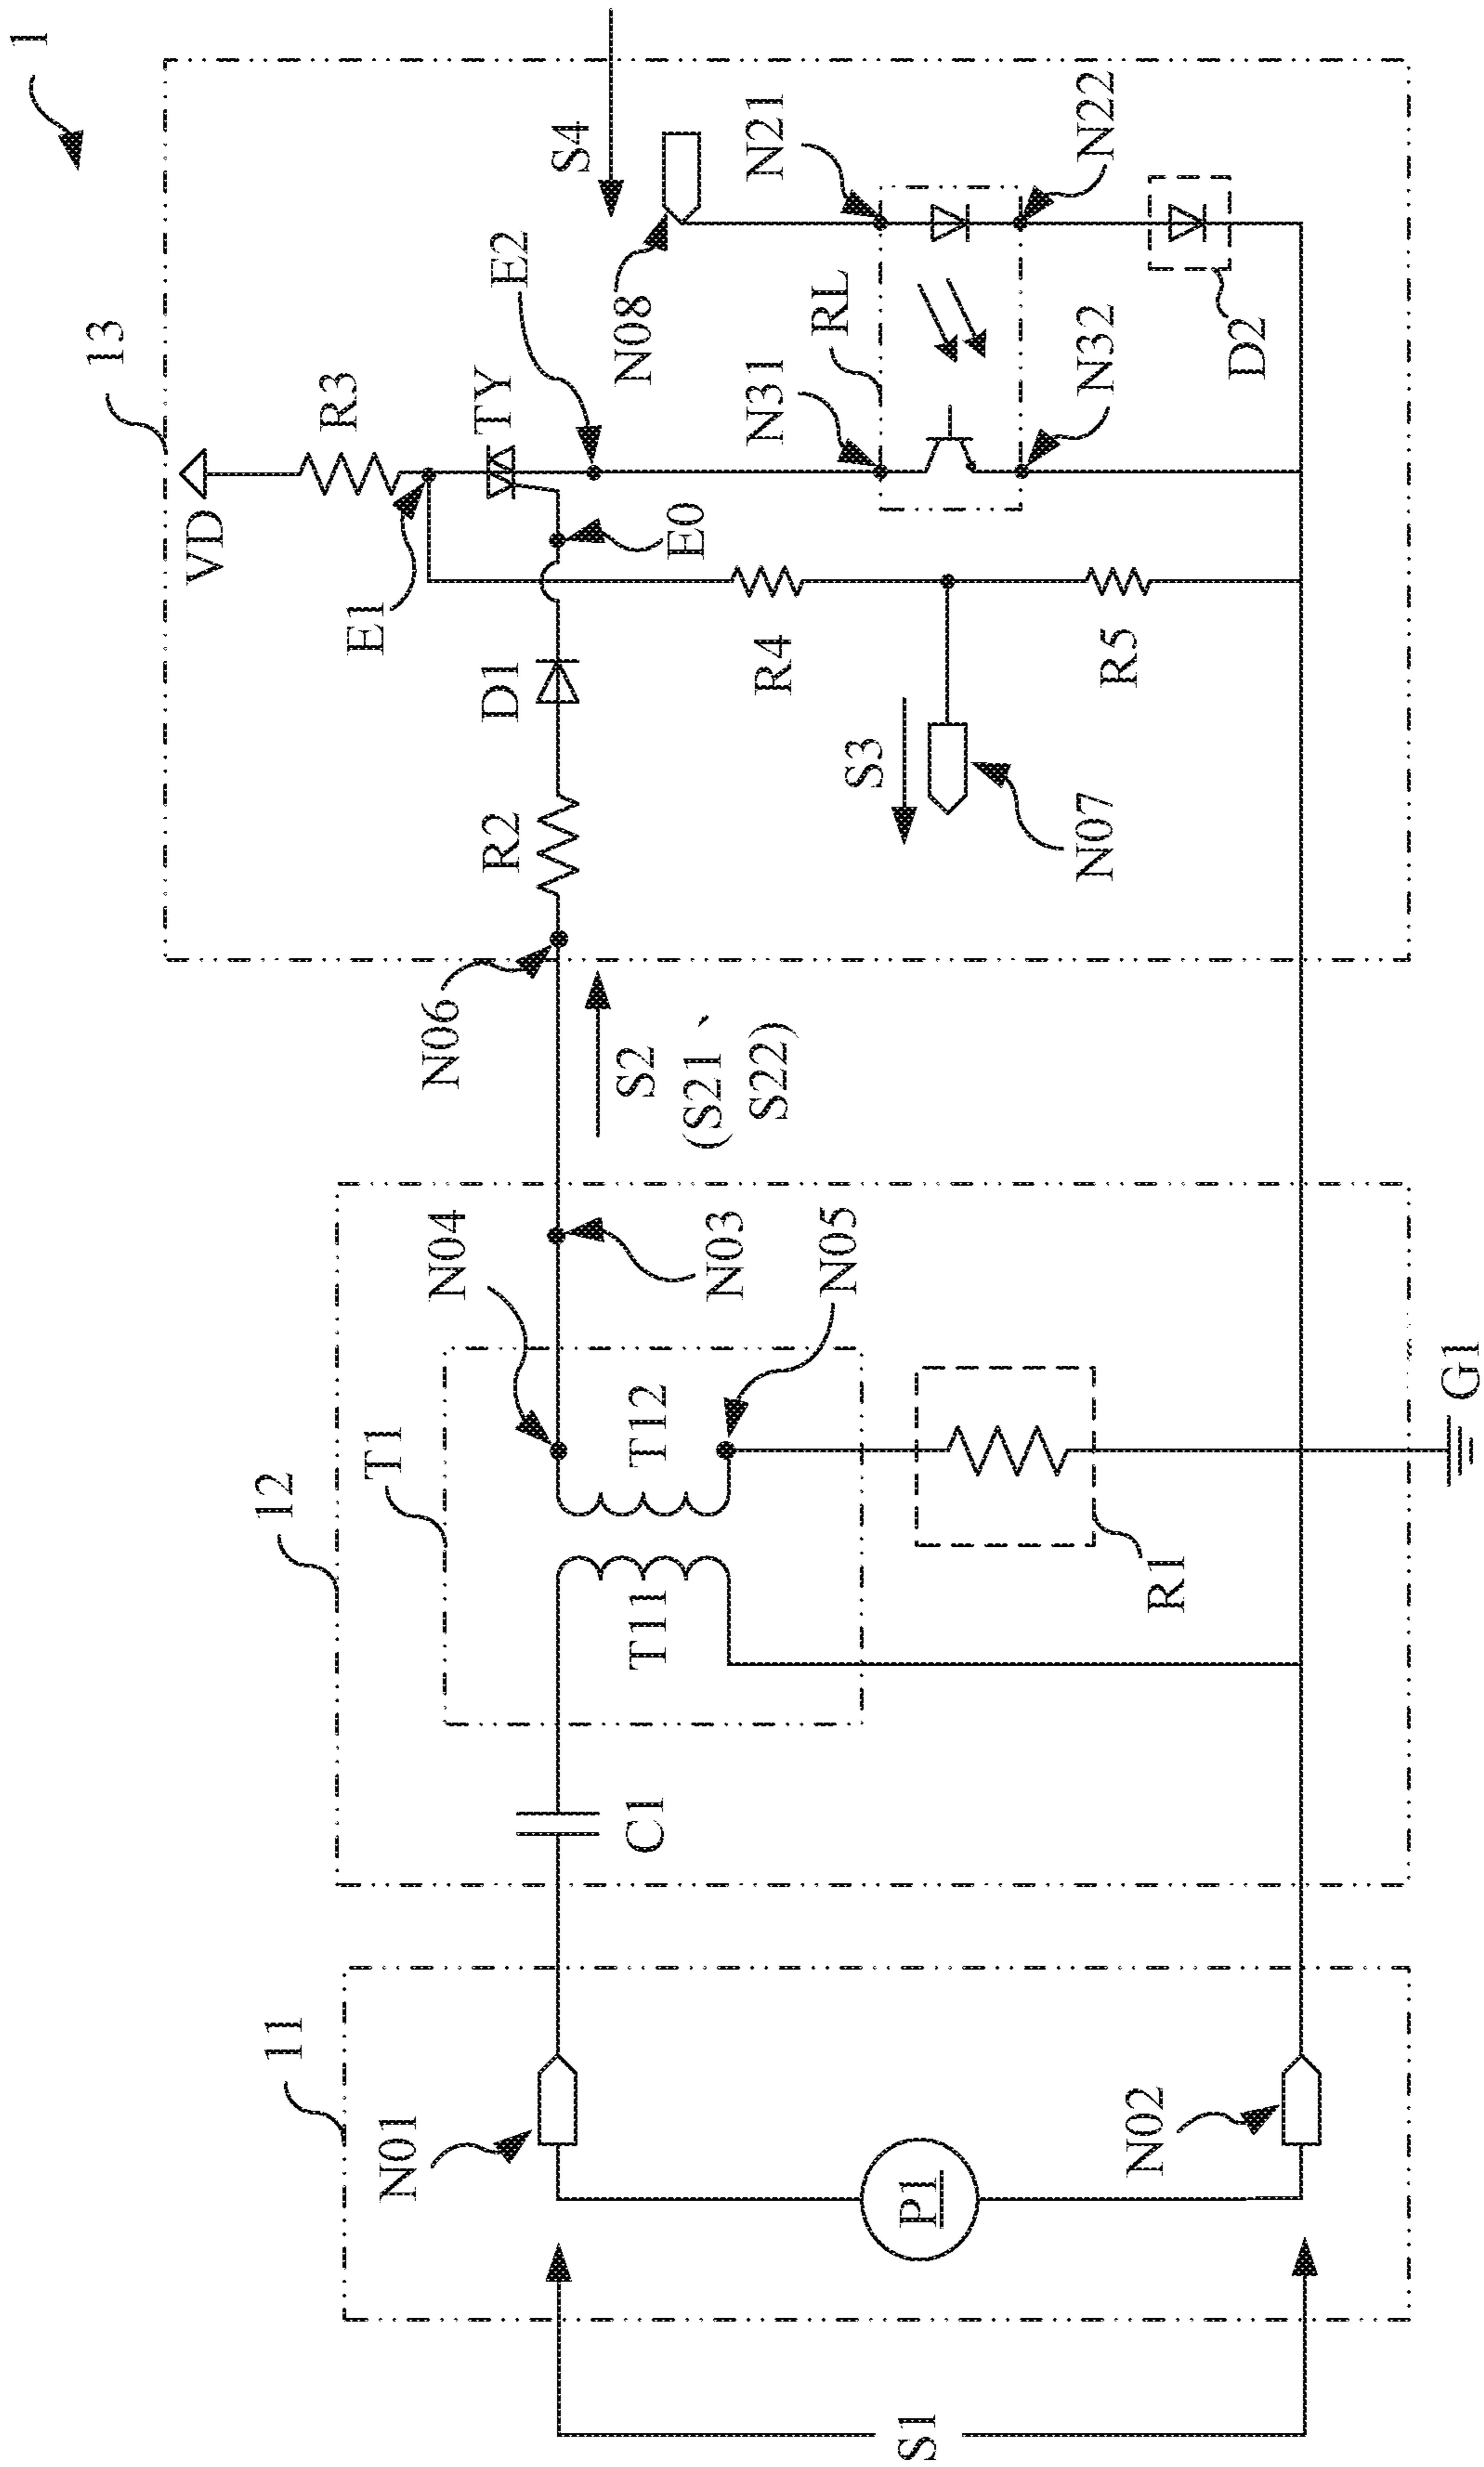 1
13
VD
R3
E1
TY
E2
S4
N08
E0
D1
R2
N06
R4
S3
N07
R5
N31
RL
N21
N22
N32
D2
S2
(S21、
S22)
12
T1
N04
N03
N05
T12
T11
C1
R1
G1
11
N01
P1
N02
S1